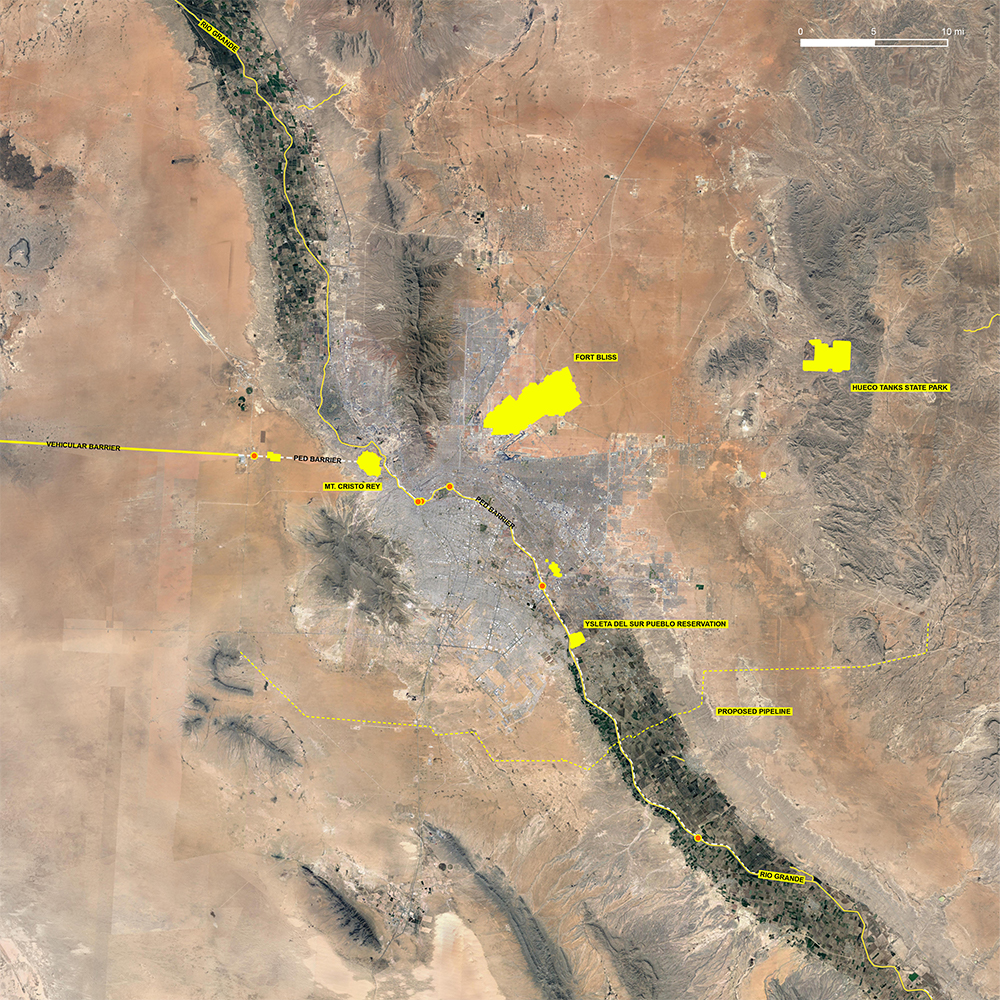 RIO GRANDE
0 5 10 mi
FORT BLISS
HUECO TANKS STATE PARK
VEHICULAR BARRIER
PED BARRIER
MT. CRISTO REY
PED BARRIER
YSLETA DEL SUR PUEBLO RESERVATION
PROPOSED PIPELINE
RIO GRANDE